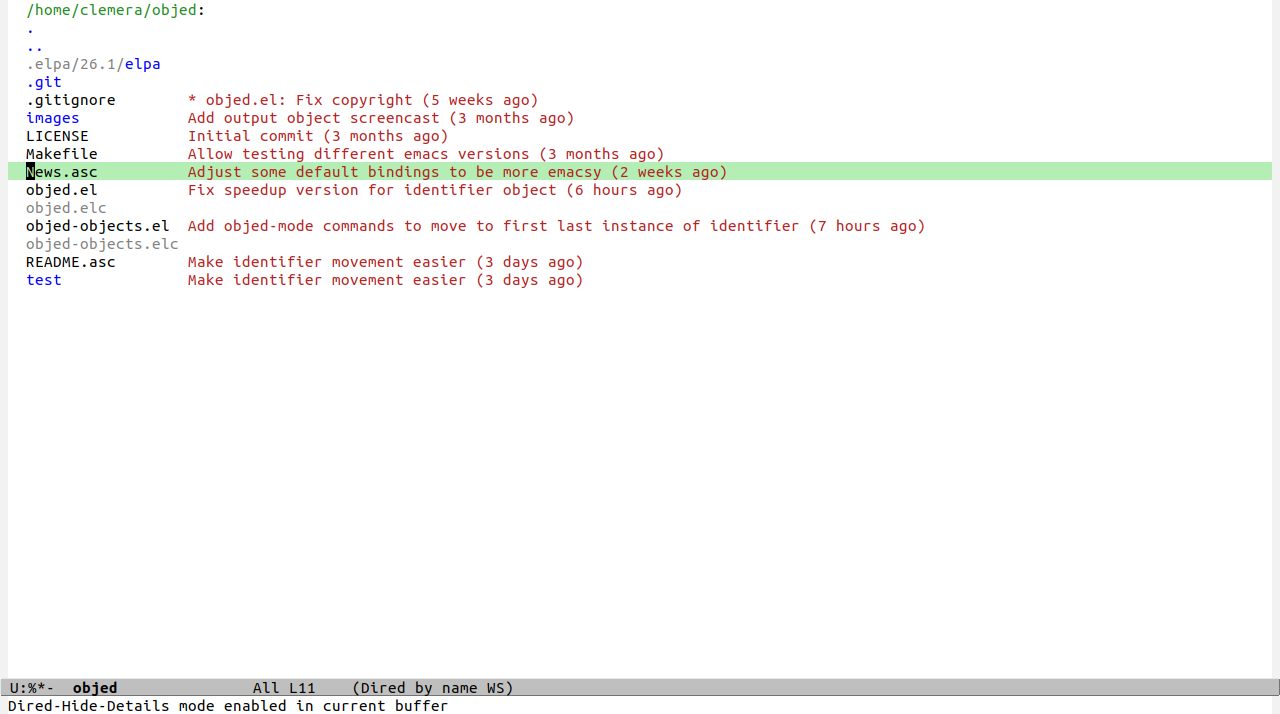 /home/clemera/objed:
.
..
.elpa/26.1/elpa
.git
.gitignore        * objed.el: Fix copyright (5 weeks ago)
images            Add output object screencast (3 months ago)
LICENSE           Initial commit (3 months ago)
Makefile          Allow testing different emacs versions (3 months ago)
News.asc          Adjust some default bindings to be more emacsy (2 weeks ago)
objed.el          Fix speedup version for identifier object (6 hours ago)
objed.elc
objed-objects.el  Add objed-mode commands to move to first last instance of identifier (7 hours ago)
objed-objects.elc
README.asc        Make identifier movement easier (3 days ago)
test              Make identifier movement easier (3 days ago)
U:%*-  objed               All L11    (Dired by name WS)
Dired-Hide-Details mode enabled in current buffer